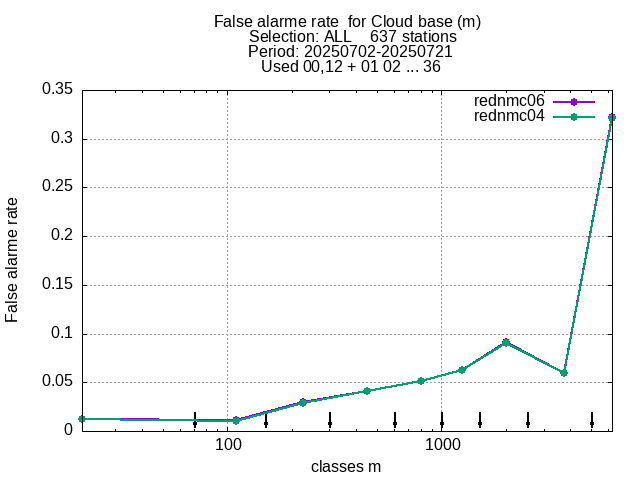 False alarme rate  for Cloud base (m)
Selection: ALL    637 stations
Period: 20250702-20250721
Used 00,12 + 01 02 ... 36
rednmc06
rednmc04
0.35
0.3
0.25
0.2
0.15
0.1
0.05
0
False alarme rate
100
1000
classes m